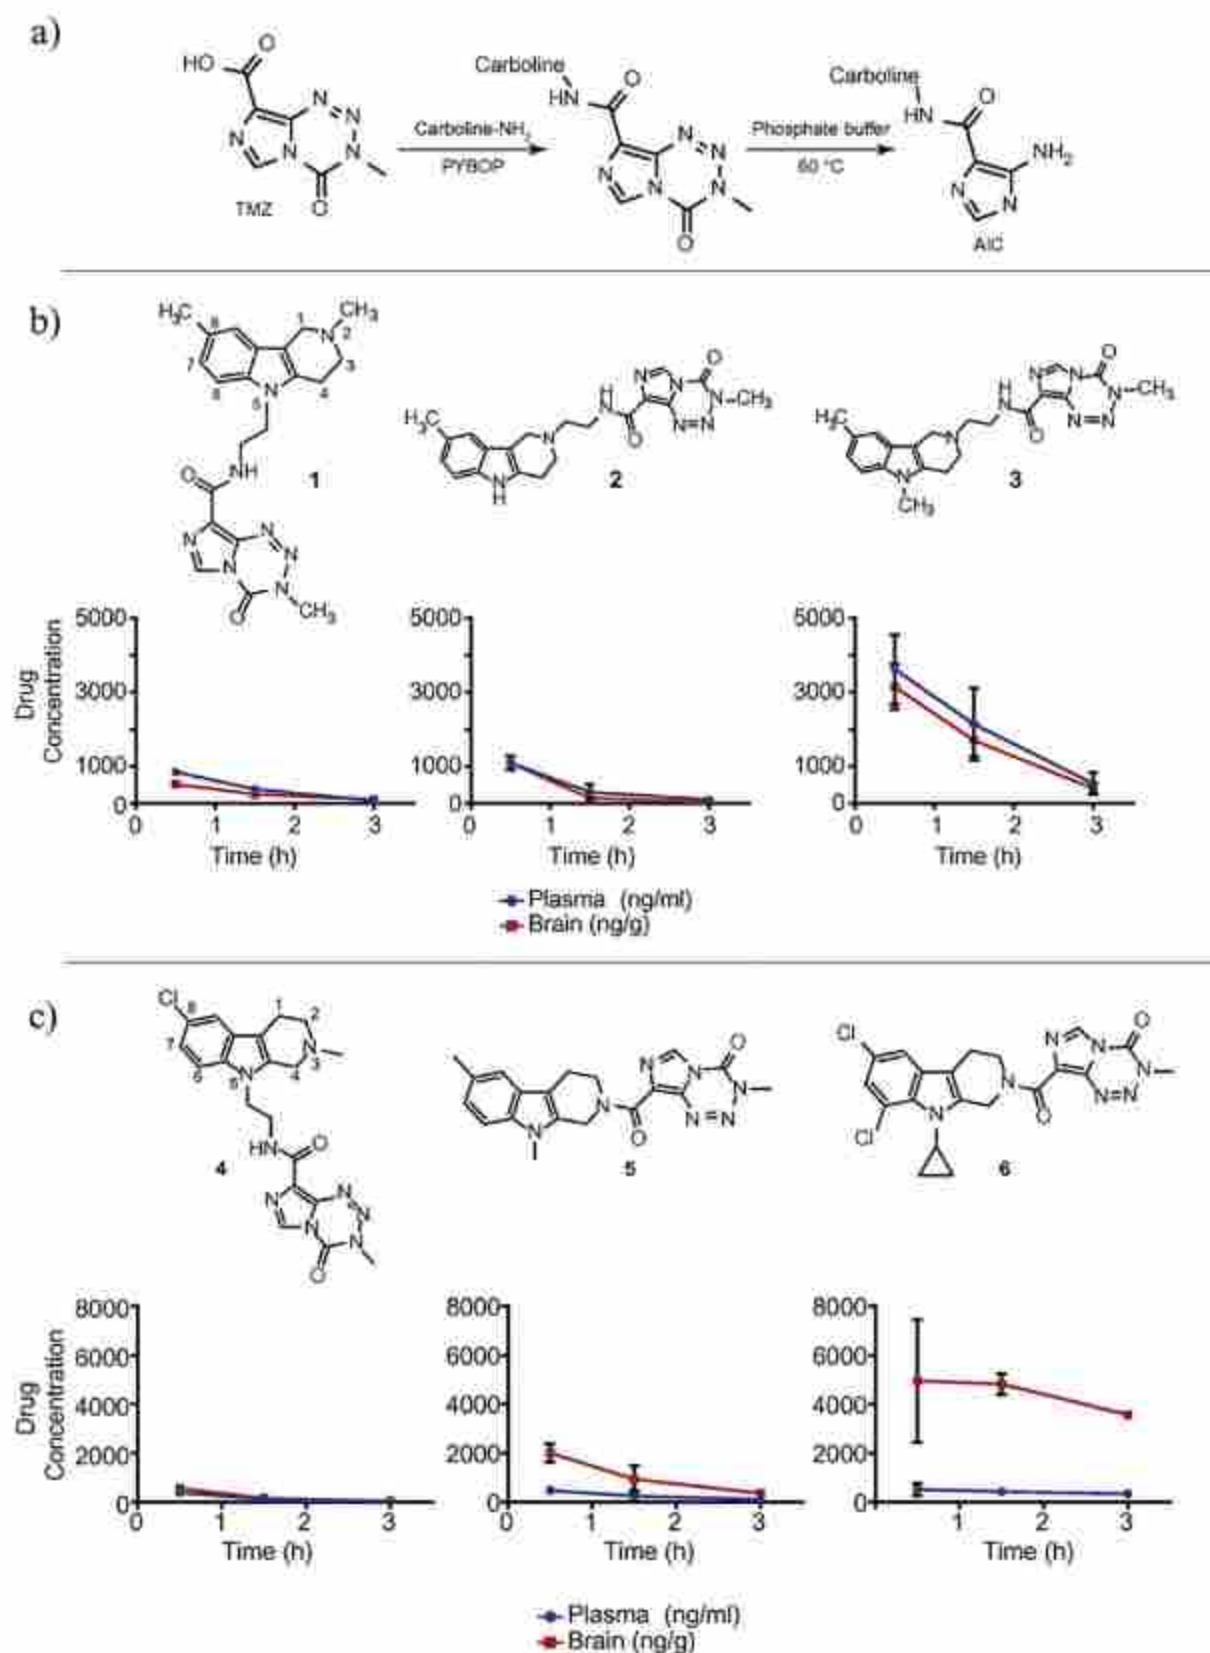 a)
HO O N N N N N O TMZ
Carboline-NH2
PYBOP
Carboline HN O N N N N N O
Phosphate buffer
60 °C
Carboline HN O NH2 N N
AIC
b)
H3C 8 7 6 1 2 3 4 5 N N CH3
NH O N N N N N O CH3
1
H3C N N H H N O N N N N N O CH3
2
H3C N N CH3 H N O N N N N N O CH3
3
Drug
Concentration
5000
3000
1000
0
0 1 2 3
Time (h)
5000
3000
1000
0
0 1 2 3
Time (h)
5000
3000
1000
0
0 1 2 3
Time (h)
Plasma (ng/ml)
Brain (ng/g)
c)
Cl 8 7 6 1 2 3 4 5 N N
HN O N N N N N O
4
N N O N N N N=N O
5
Cl Cl N N O N N N N=N O
6
Drug
Concentration
8000
6000
4000
2000
0
0 1 2 3
Time (h)
8000
6000
4000
2000
0
0 1 2 3
Time (h)
8000
6000
4000
2000
0
1 2 3
Time (h)
Plasma (ng/ml)
Brain (ng/g)